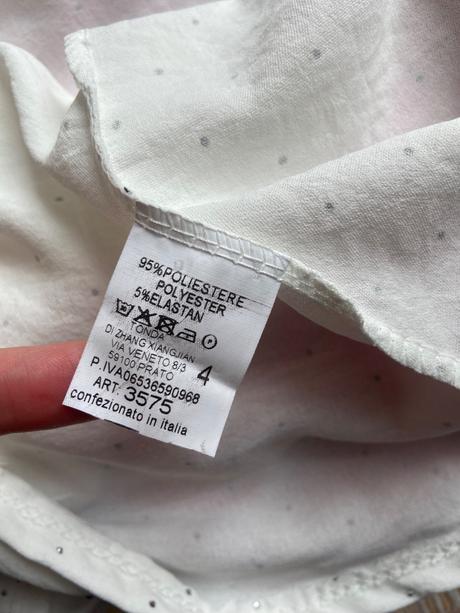 95%POLIESTERE
POLYESTER
5%ELASTAN
TONDA
DI ZHANG XIANGJIAN
VIA VENETO 8/3
59100 PRATO
4
P.IVA06536590968
ART. 3575
confezionato in italia